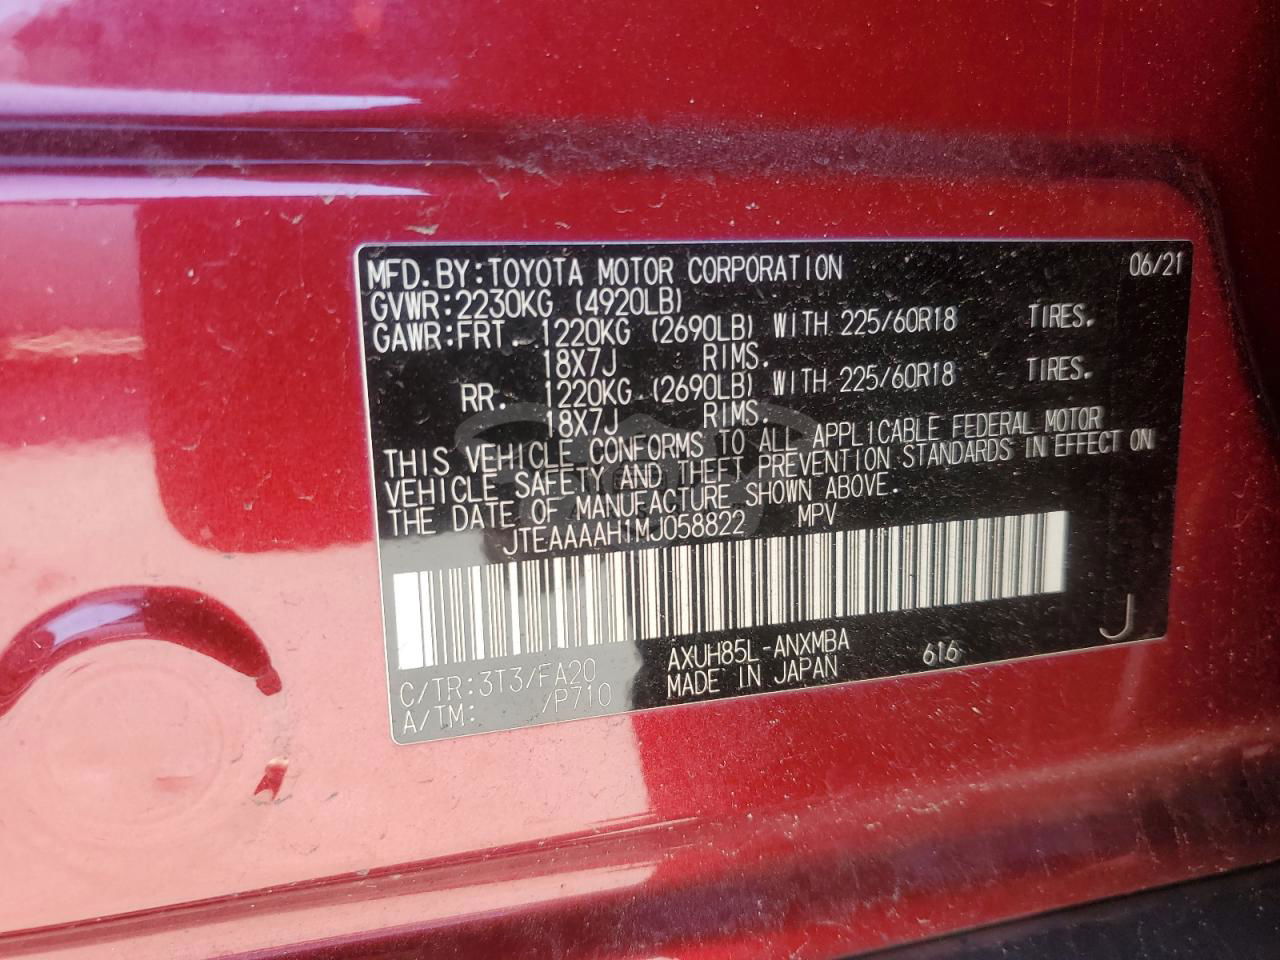 MFD.BY:TOYOTA MOTOR CORPORATION 06/21
GVWR:2230KG (4920LB)
GAWR:FRT. 1220KG (2690LB) WITH 225/60R18 TIRES.
18X7J RIMS.
RR. 1220KG (2690LB) WITH 225/60R18 TIRES.
18X7J RIMS.
THIS VEHICLE CONFORMS TO ALL APPLICABLE FEDERAL MOTOR
VEHICLE SAFETY AND THEFT PREVENTION STANDARDS IN EFFECT ON
THE DATE OF MANUFACTURE SHOWN ABOVE.
JTEAAAAH1MJ058822 MPV
C/TR:3T3/FA20 AXUH85L-ANXMBA 616 J
A/TM: /P710 MADE IN JAPAN